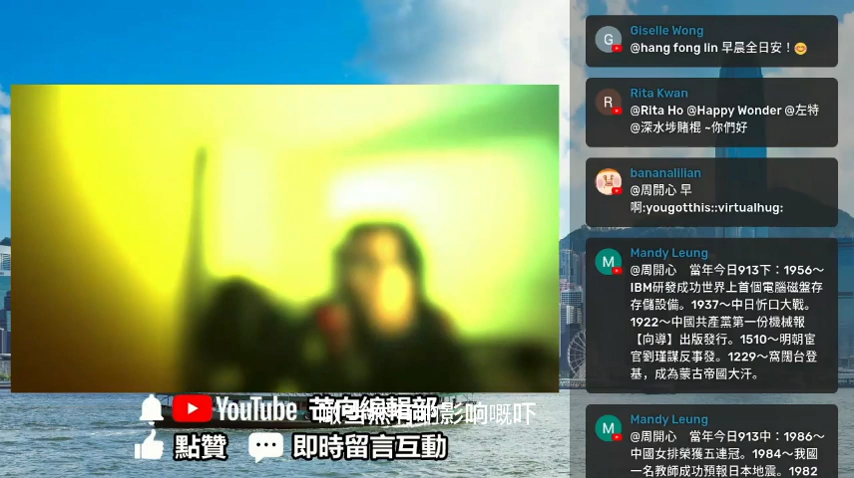 Giselle Wong
@hang fong lin 早晨全日安！😊
Rita Kwan
@Rita Ho @Happy Wonder @左特
@深水埗賭棍 ~你們好
bananalilian
@周開心 早
啊:yougotthis::virtualhug:
Mandy Leung
@周開心　當年今日913下：1956～
IBM研發成功世界上首個電腦磁盤存
存儲設備。1937～中日忻口大戰。
1922～中國共產黨第一份機械報
【向導】出版發行。1510～明朝宦
官劉瑾謀反事發。1229～窩闊台登
基，成為蒙古帝國大汗。
Mandy Leung
@周開心　當年今日913中：1986～
中國女排榮獲五連冠。1984～我國
一名教師成功預報日本地震。1982
YouTube
影响嘅吓
點贊 即時留言互動